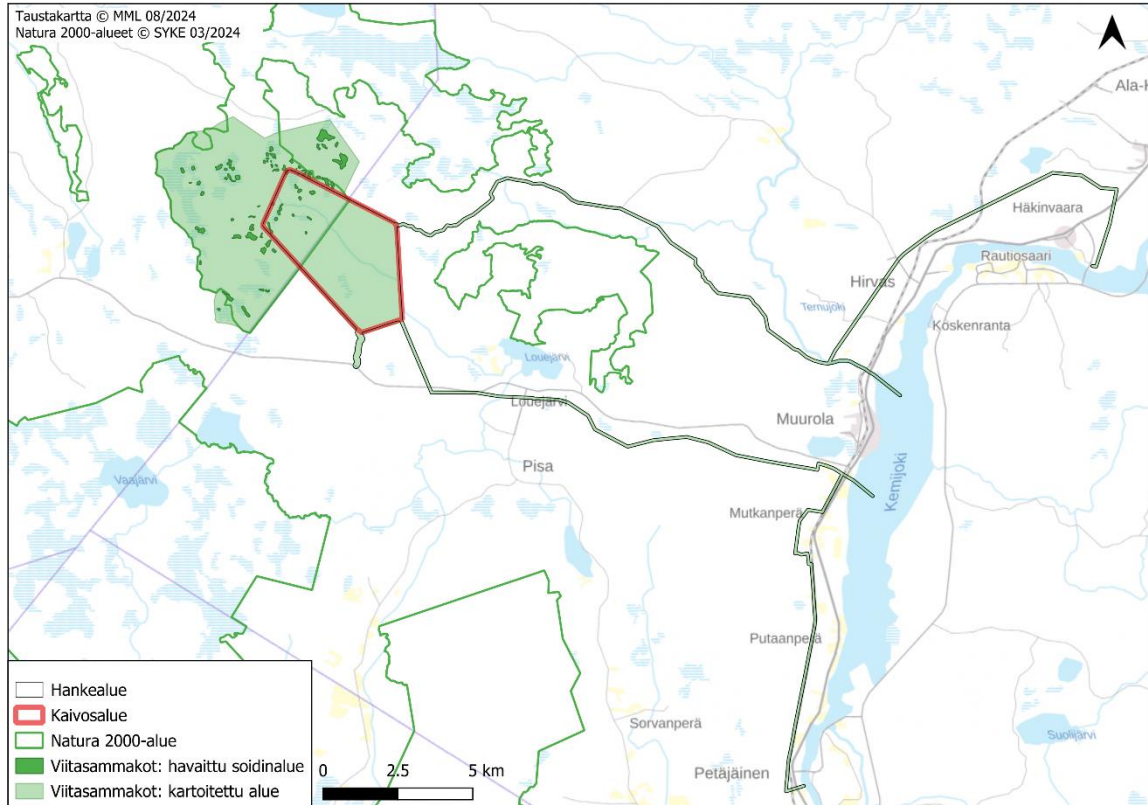 Taustakartta © MML 08/2024
Natura 2000-alueet © SYKE 03/2024
Ala-K
Häkinvaara
Rautiosaari
Hirvas
Ternujoki
Koskenranta
Louejärvi
Louejärvi
Muurola
Kemijoki
Pisa
Vaajärvi
Mutkanperä
Putaanperä
Sorvanperä
Suolijärvi
Petäjäinen
Hankealue
Kaivosalue
Natura 2000-alue
Viitasammakot: havaittu soidinalue
Viitasammakot: kartoitettu alue
0 2.5 5 km